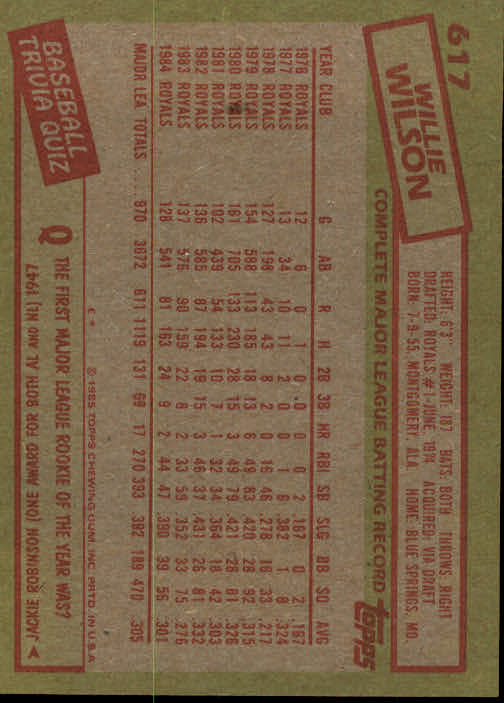 617
WILLIE
WILSON
HEIGHT: 6'3" WEIGHT: 187 BATS: BOTH THROWS: RIGHT
DRAFTED: ROYALS #1-JUNE, 1974 ACQUIRED: VIA DRAFT
BORN: 7-9-55, MONTGOMERY, ALA. HOME: BLUE SPRINGS, MO.
COMPLETE MAJOR LEAGUE BATTING RECORD topps
YEAR CLUB G AB R H 2B 3B HR RBI SB SLG BB SO AVG
1976 ROYALS 12 6 0 1 0 0 0 0 2 .167 0 2 .167
1977 ROYALS 13 34 10 11 2 0 0 1 6 .382 1 8 .324
1978 ROYALS 127 198 43 43 8 2 0 16 46 .278 16 33 .217
1979 ROYALS 154 588 113 185 18 13 6 49 83 .420 28 92 .315
1980 ROYALS 161 705 133 230 28 15 3 49 79 .421 28 81 .326
1981 ROYALS 102 439 54 133 10 7 1 32 34 .364 18 42 .303
1982 ROYALS 136 585 87 194 19 15 3 46 37 .431 26 81 .332
1983 ROYALS 137 576 90 159 22 8 2 33 59 .352 33 75 .276
1984 ROYALS 128 541 81 163 24 9 2 44 47 .390 39 56 .301
MAJOR LEA TOTALS 970 3672 611 1119 131 69 17 270 393 .392 189 470 .305
C* © 1985 TOPPS CHEWING GUM, INC. PRTD. IN U.S.A.
BASEBALL
TRIVIA QUIZ
Q THE FIRST MAJOR LEAGUE ROOKIE OF THE YEAR WAS?
JACKIE ROBINSON (ONE AWARD FOR BOTH AL AND NL) 1947